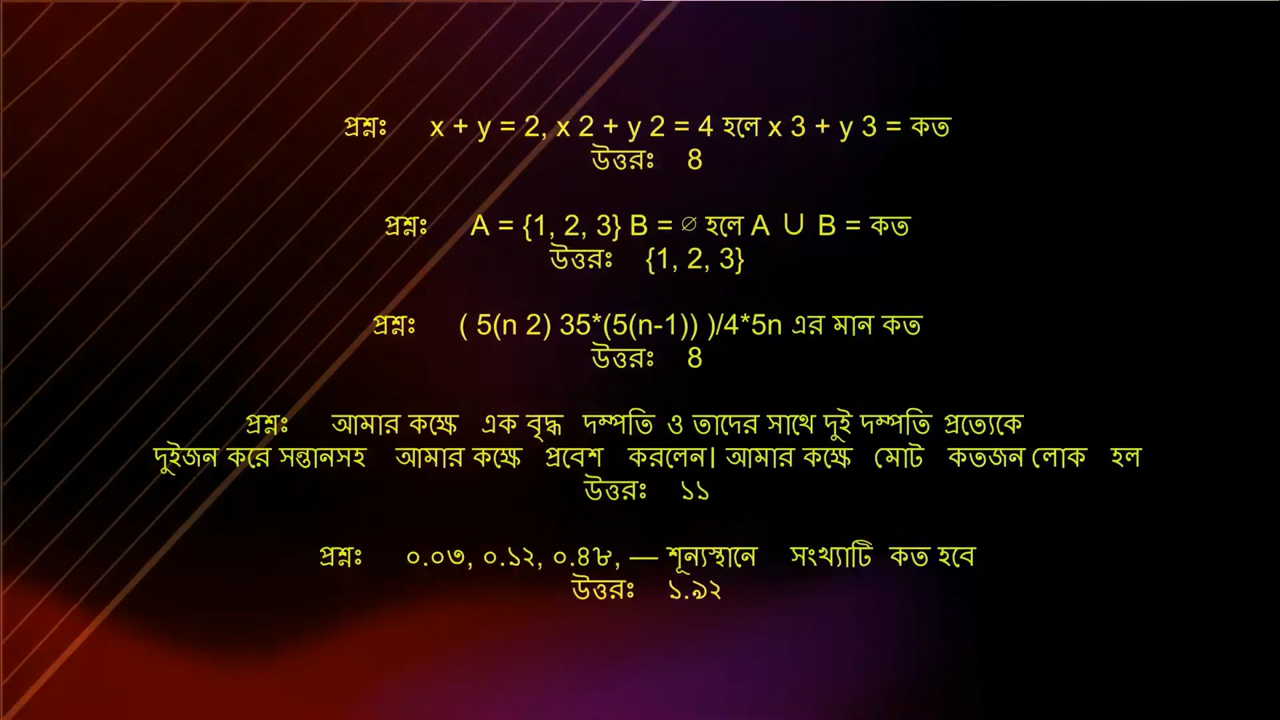 প্রশ্নঃ x + y = 2, x 2 + y 2 = 4 হলে x 3 + y 3 = কত
উত্তরঃ 8
প্রশ্নঃ A = {1, 2, 3} B = ∅ হলে A ∪ B = কত
উত্তরঃ {1, 2, 3}
প্রশ্নঃ ( 5(n 2) 35*(5(n-1)) )/4*5n এর মান কত
উত্তরঃ 8
প্রশ্নঃ আমার কক্ষে এক বৃদ্ধ দম্পতি ও তাদের সাথে দুই দম্পতি প্রত্যেকে
দুইজন করে সন্তানসহ আমার কক্ষে প্রবেশ করলেন। আমার কক্ষে মোট কতজন লোক হল
উত্তরঃ ১১
প্রশ্নঃ ০.০৩, ০.১২, ০.৪৮, — শূন্যস্থানে সংখ্যাটি কত হবে
উত্তরঃ ১.৯২